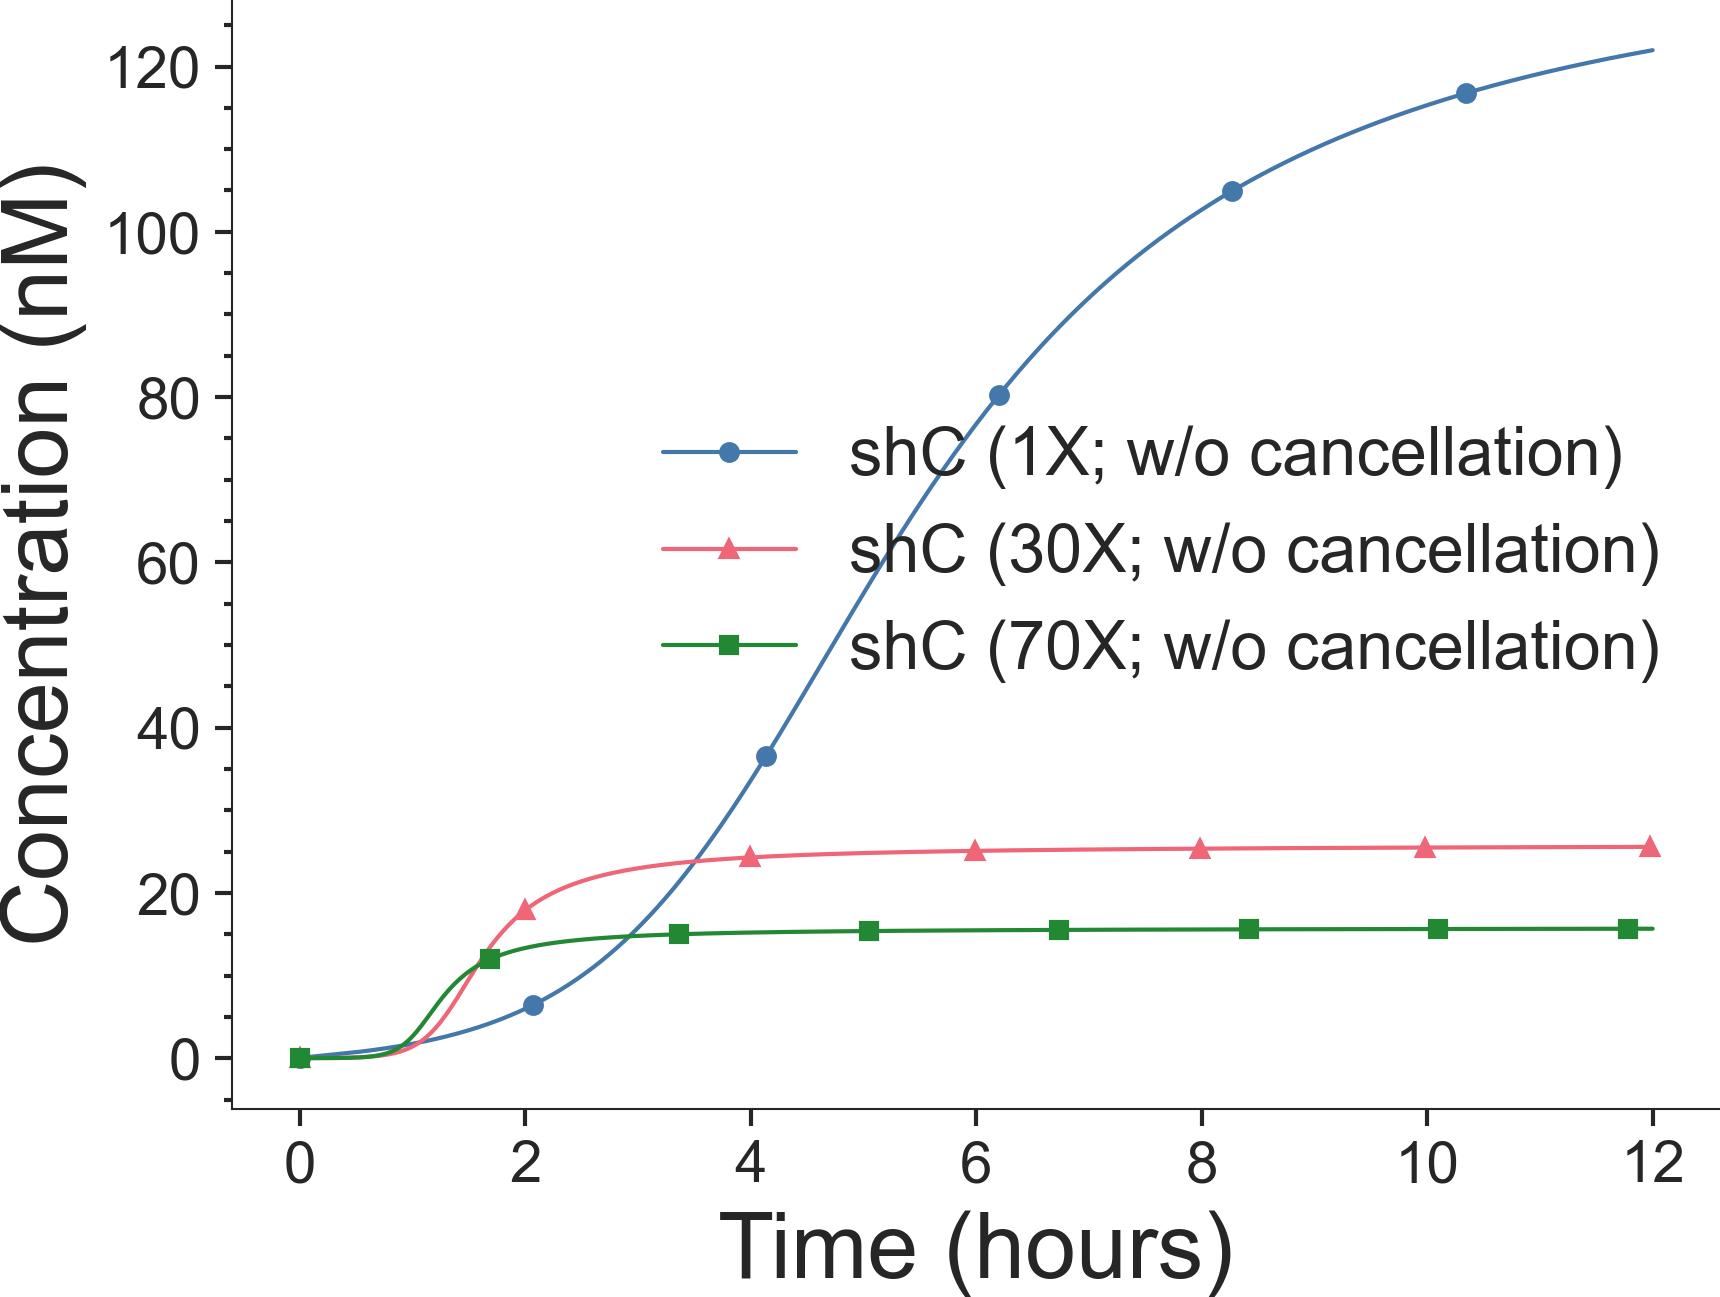 Concentration (nM)
120
100
80
60
40
20
0
shC (1X; w/o cancellation)
shC (30X; w/o cancellation)
shC (70X; w/o cancellation)
0 2 4 6 8 10 12
Time (hours)